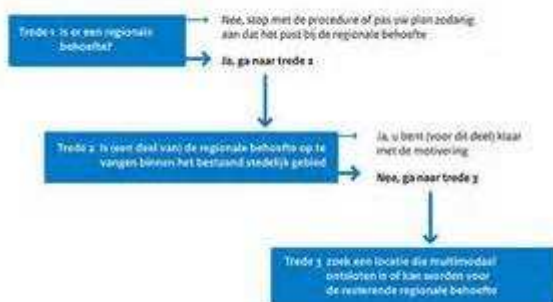 Trede 1 Is er een regionale
behoefte?
Nee, stop met de procedure of pas uw plan zodanig
aan dat het past bij de regionale behoefte
Ja, ga naar trede 2
Trede 2 Is (een deel van) de regionale behoefte op te
vangen binnen het bestaand stedelijk gebied
Ja, u bent (voor dit deel) klaar
met de motivering
Nee, ga naar trede 3
Trede 3 zoek een locatie die multimodaal
ontsloten is of kan worden voor
de resterende regionale behoefte